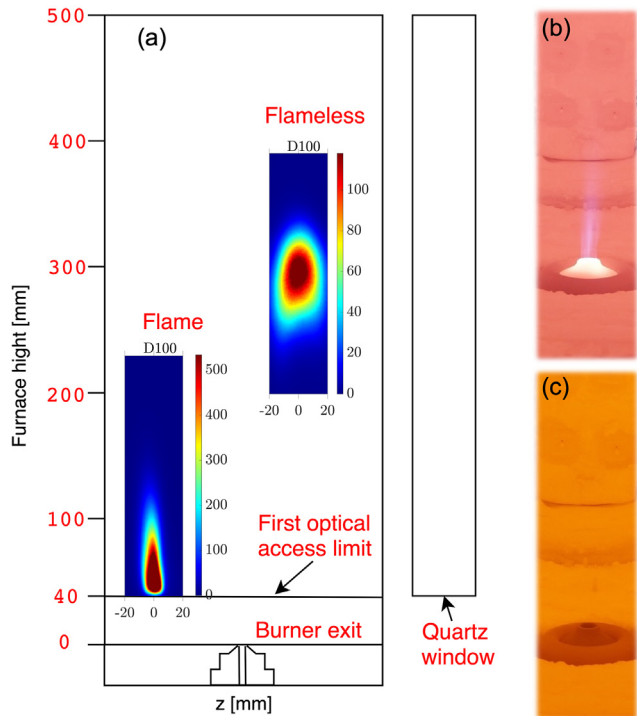 500
(a)
(b)
Flameless
400
D100
100
80
300
60
Flame
40
D100
20
500
200
0
400
-20 0 20
300
(c)
200
100
100
First optical
access limit
0
40
-20 0 20
Burner exit
Quartz
window
0
z [mm]
Furnace hight [mm]